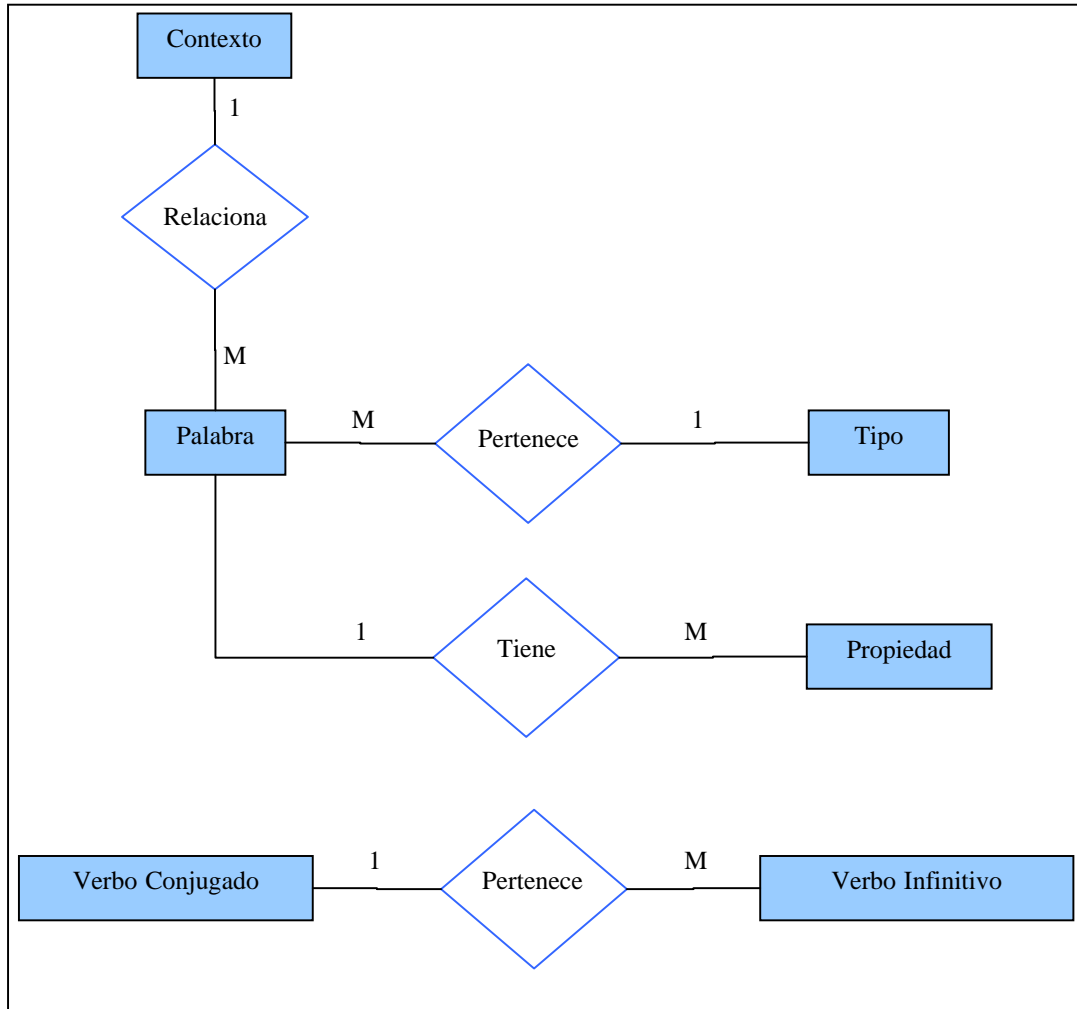 Contexto
1
Relaciona
M
Palabra
M
Pertenece
1
Tipo
1
Tiene
M
Propiedad
Verbo Conjugado
1
Pertenece
M
Verbo Infinitivo